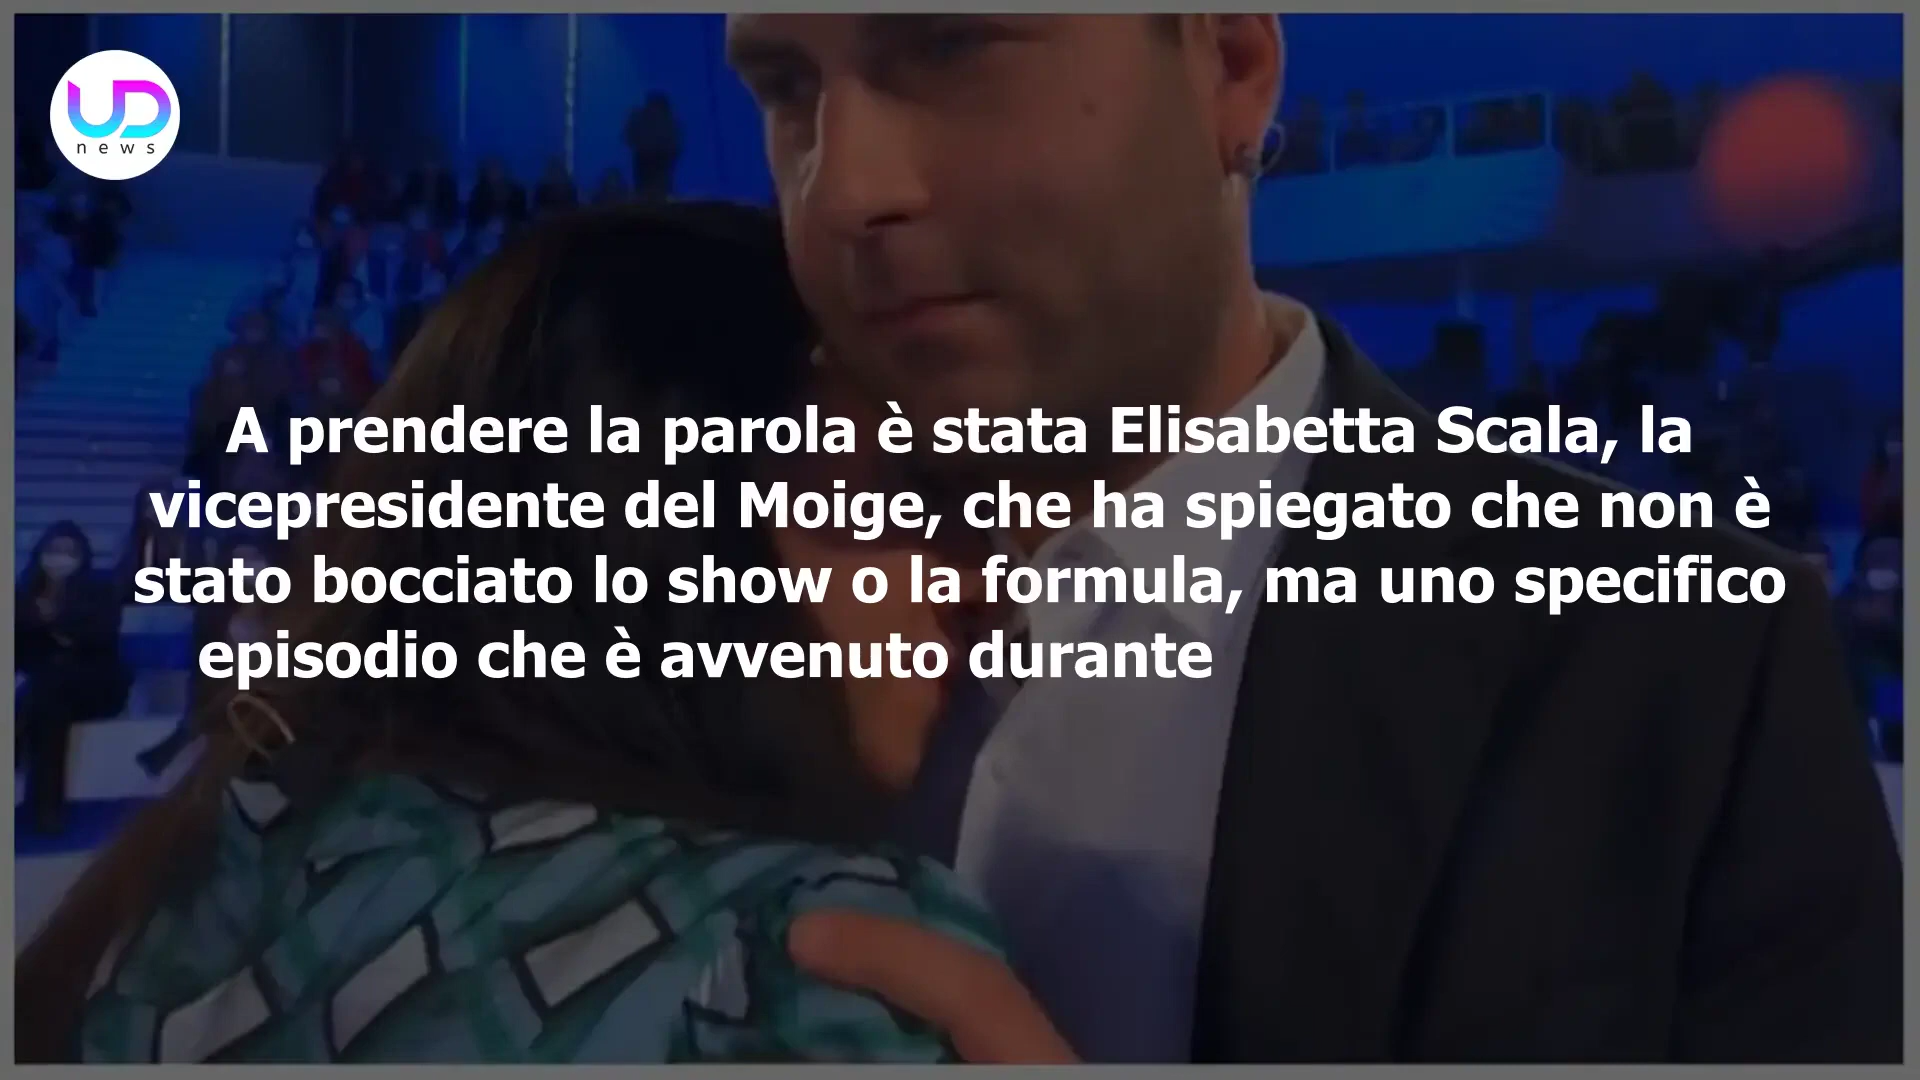 UD
news
A prendere la parola è stata Elisabetta Scala, la
vicepresidente del Moige, che ha spiegato che non è
stato bocciato lo show o la formula, ma uno specifico
episodio che è avvenuto durante